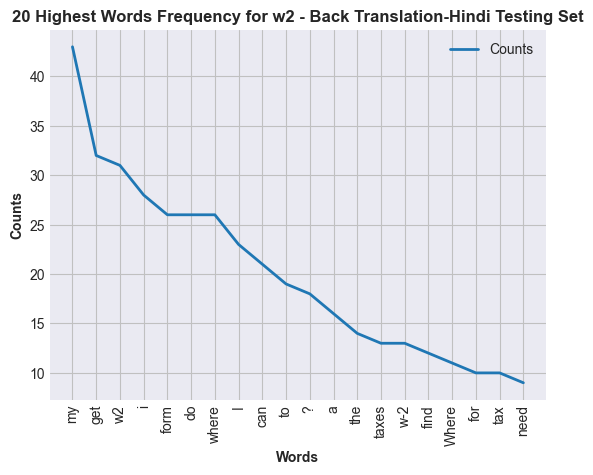 20 Highest Words Frequency for w2 - Back Translation-Hindi Testing Set
Counts
40
35
30
25
20
15
10
Counts
my
get
w2
i
form
do
where
I
can
to
?
a
the
taxes
w-2
find
Where
for
tax
need
Words